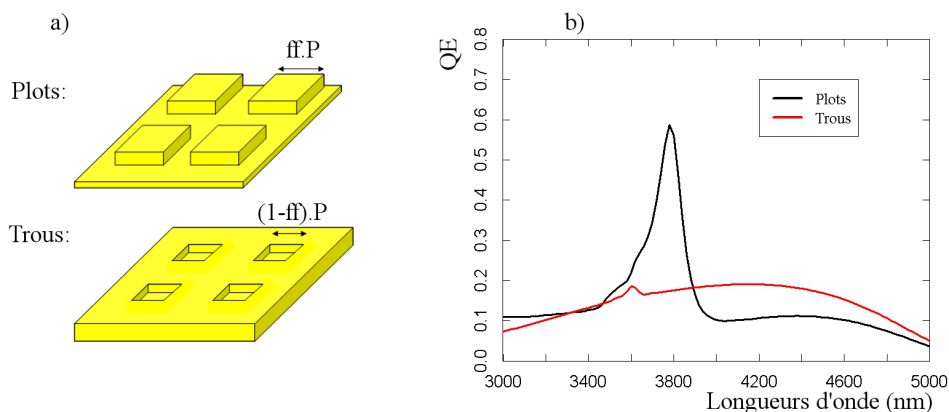 a)
ff.P
Plots:
(1-ff).P
Trous:
b)
QE
0.8
0.7
0.6
0.5
0.4
0.3
0.2
0.1
0.0
Plots
Trous
3000
3400
3800
4200
4600
5000
Longueurs d'onde (nm)